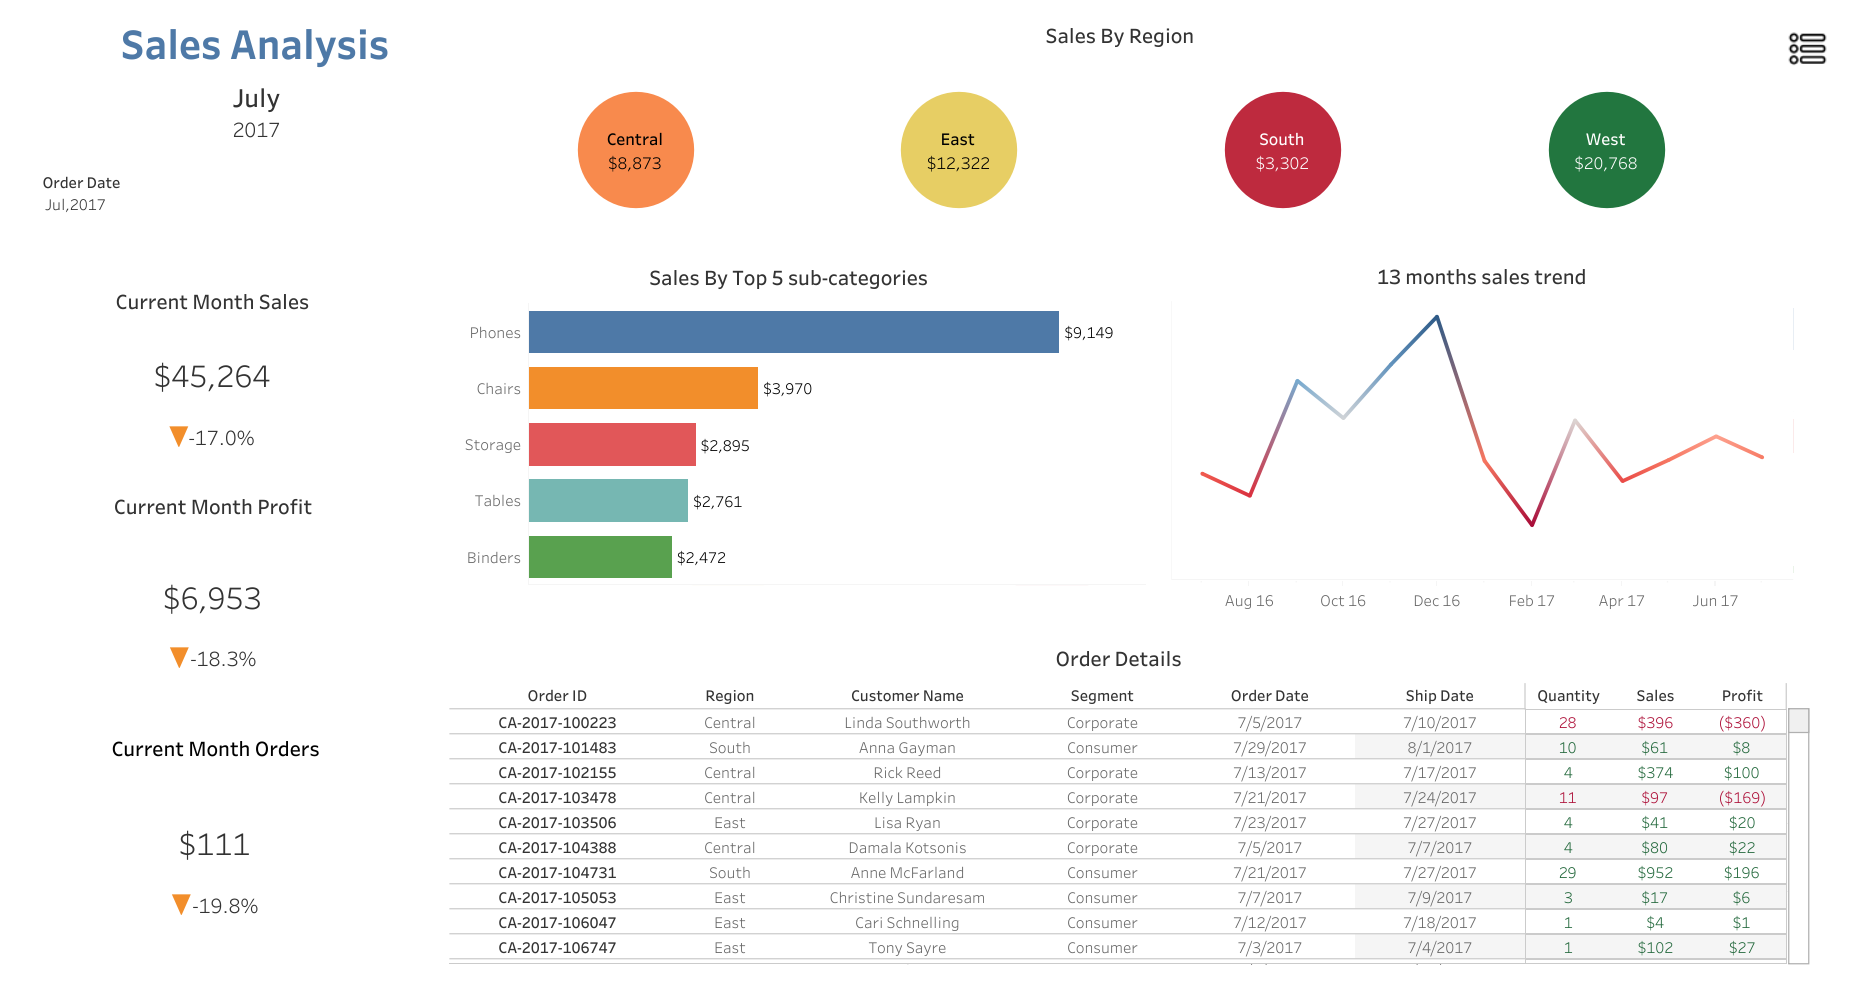 Sales Analysis
July
2017
Order Date
Jul,2017
Sales By Region
Central
$8,873
East
$12,322
South
$3,302
West
$20,768
Current Month Sales
$45,264
-17.0%
Current Month Profit
$6,953
-18.3%
Current Month Orders
$111
-19.8%
Sales By Top 5 sub-categories
Phones $9,149
Chairs $3,970
Storage $2,895
Tables $2,761
Binders $2,472
13 months sales trend
Aug 16 Oct 16 Dec 16 Feb 17 Apr 17 Jun 17
Order Details
Order ID Region Customer Name Segment Order Date Ship Date Quantity Sales Profit
CA-2017-100223 Central Linda Southworth Corporate 7/5/2017 7/10/2017 28 $396 ($360)
CA-2017-101483 South Anna Gayman Consumer 7/29/2017 8/1/2017 10 $61 $8
CA-2017-102155 Central Rick Reed Corporate 7/13/2017 7/17/2017 4 $374 $100
CA-2017-103478 Central Kelly Lampkin Corporate 7/21/2017 7/24/2017 11 $97 ($169)
CA-2017-103506 East Lisa Ryan Corporate 7/23/2017 7/27/2017 4 $41 $20
CA-2017-104388 Central Damala Kotsonis Corporate 7/5/2017 7/7/2017 4 $80 $22
CA-2017-104731 South Anne McFarland Consumer 7/21/2017 7/27/2017 29 $952 $196
CA-2017-105053 East Christine Sundaresam Consumer 7/7/2017 7/9/2017 3 $17 $6
CA-2017-106047 East Cari Schnelling Consumer 7/12/2017 7/18/2017 1 $4 $1
CA-2017-106747 East Tony Sayre Consumer 7/3/2017 7/4/2017 1 $102 $27